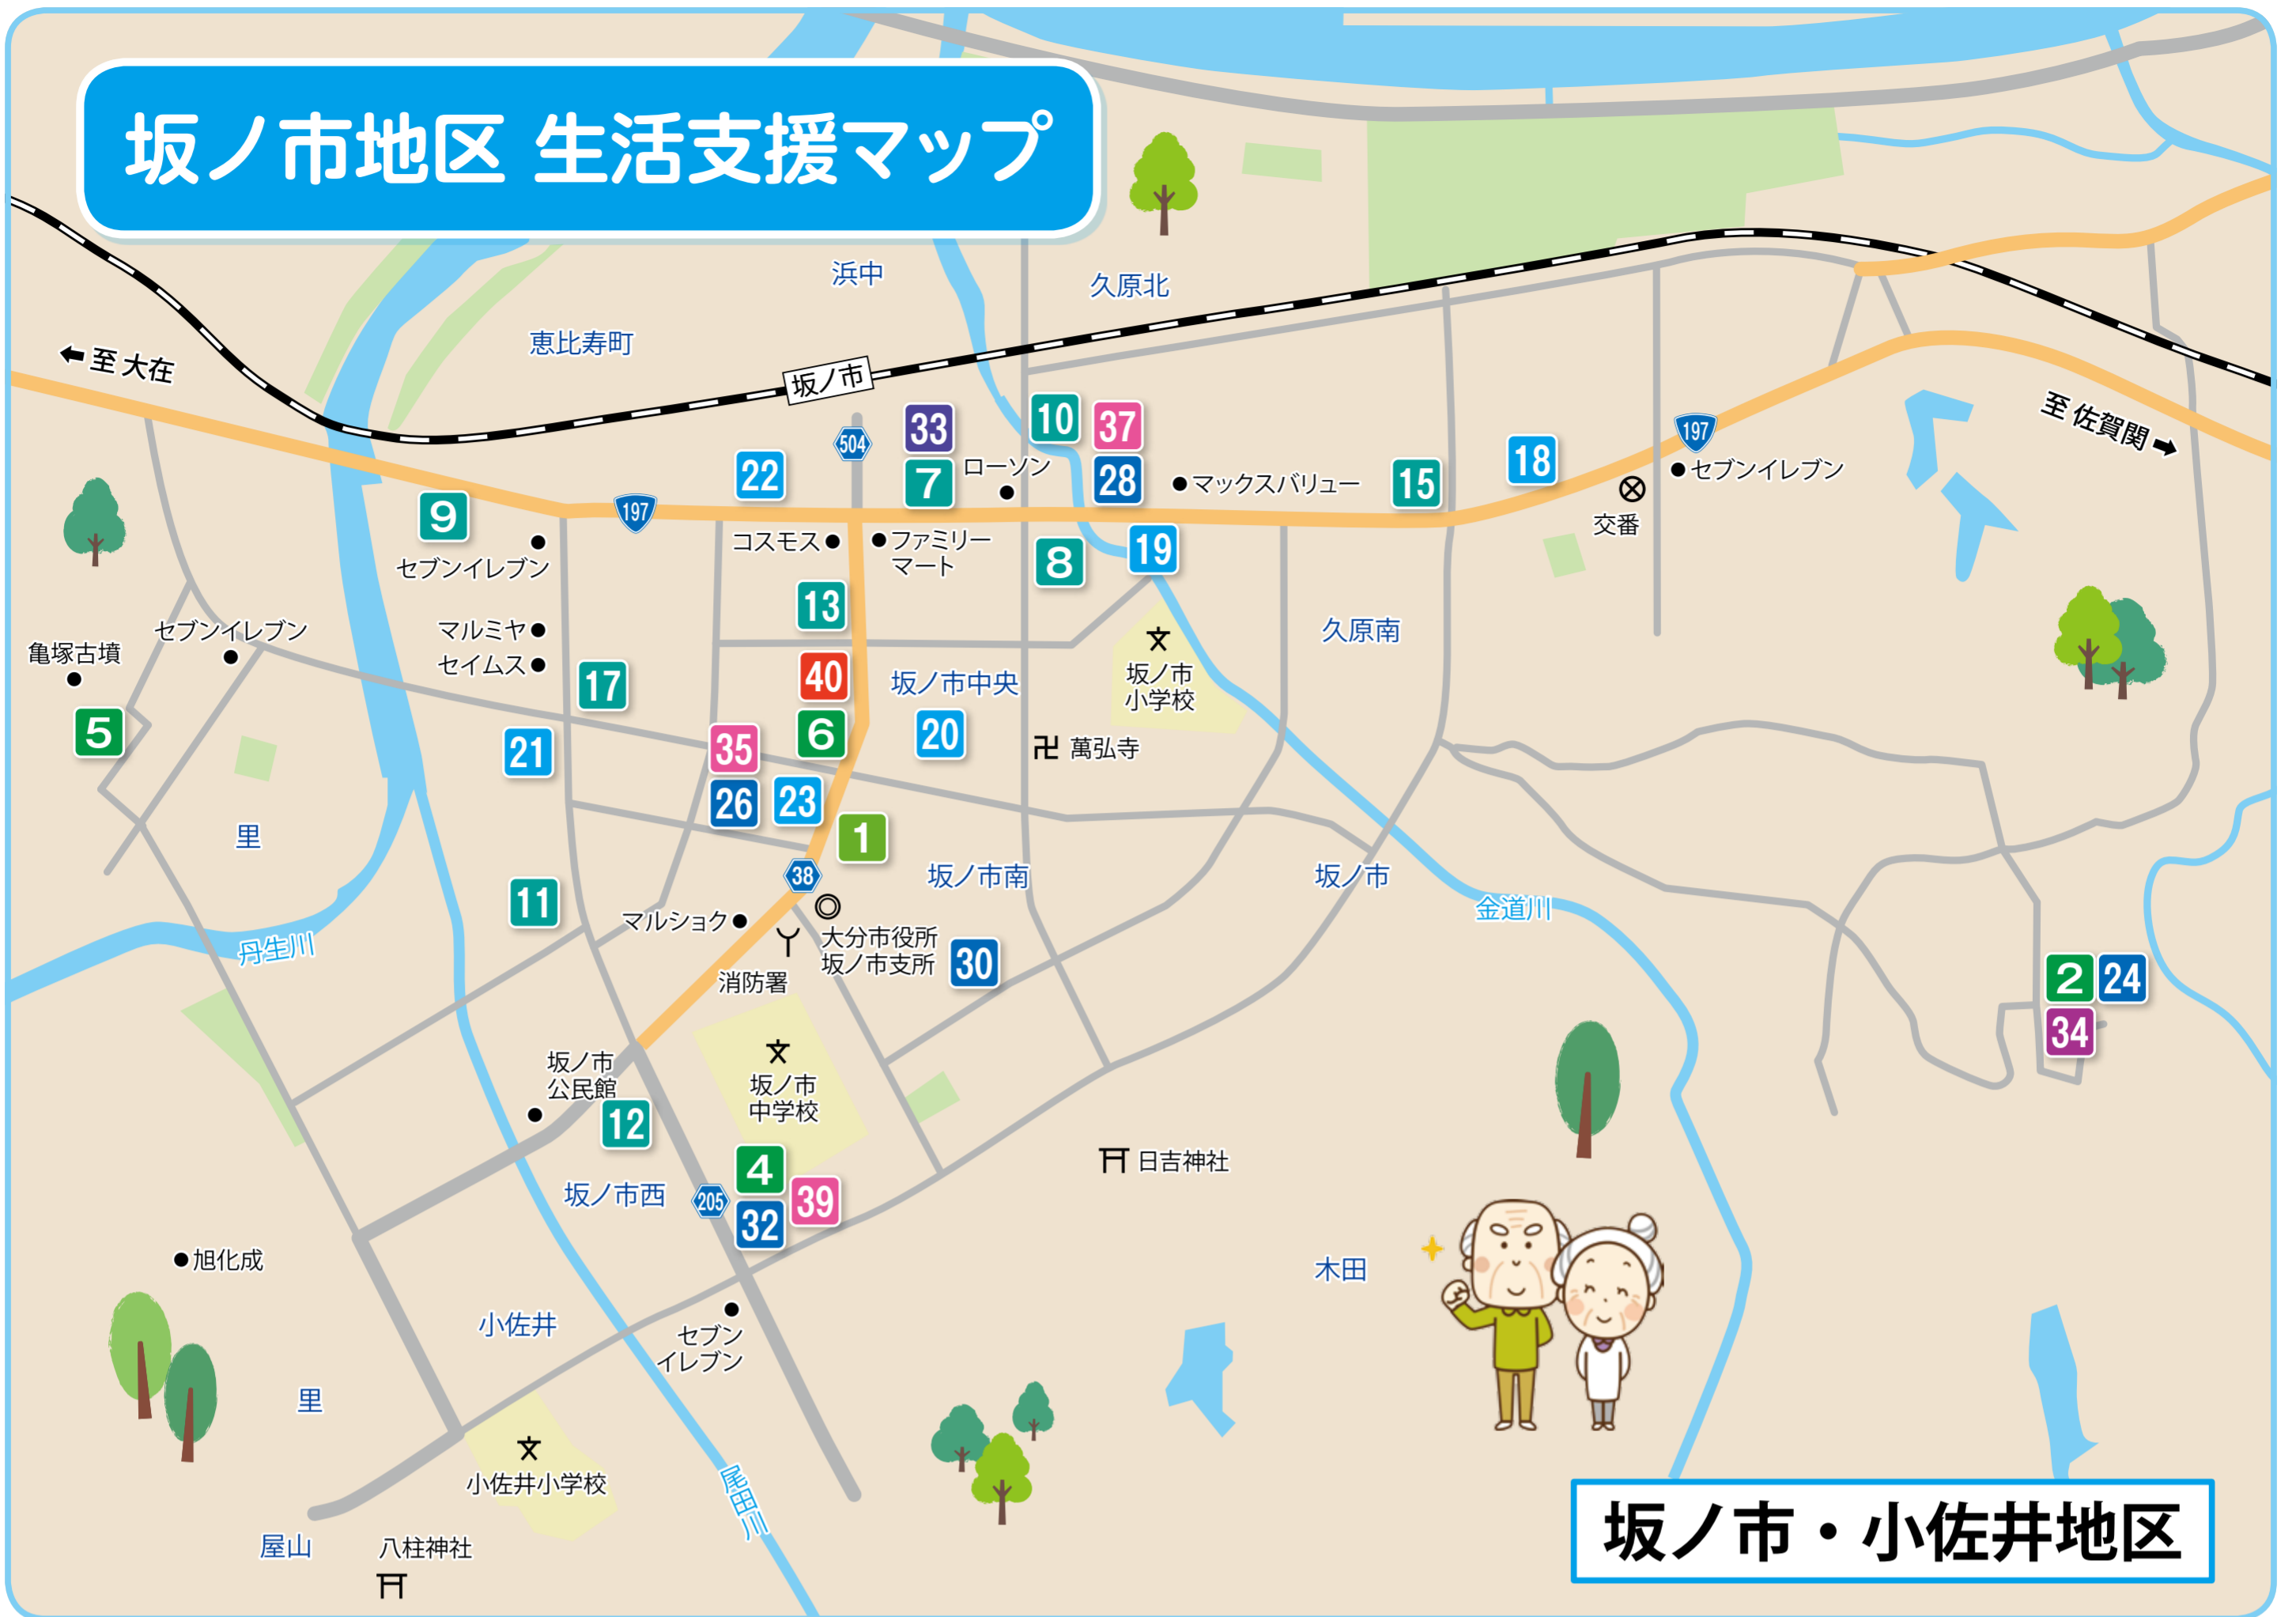 坂ノ市地区 生活支援マップ
浜中
久原北
恵比寿町
至 大在
坂ノ市
至 佐賀関
504
33
10
37
197
22
7
ローソン
28
マックスバリュー
15
18
セブンイレブン
9
197
交番
コスモス
ファミリー
マート
セブンイレブン
8
19
13
セブンイレブン
マルミヤ
久原南
亀塚古墳
セイムス
17
40
坂ノ市中央
坂ノ市
小学校
5
21
35
6
20
萬弘寺
26
23
里
1
38
坂ノ市南
坂ノ市
11
マルショク
金道川
丹生川
大分市役所
坂ノ市支所
30
消防署
2
24
34
坂ノ市
公民館
坂ノ市
中学校
12
4
日吉神社
坂ノ市西
205
39
32
旭化成
木田
小佐井
セブン
イレブン
里
小佐井小学校
尾田川
屋山
八柱神社
坂ノ市・小佐井地区